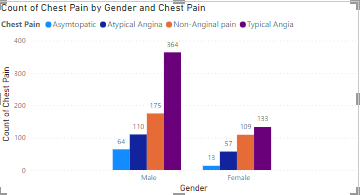 Count of Chest Pain by Gender and Chest Pain
Chest Pain Asymtopatic Atypical Angina Non-Anginal pain Typical Angia
Count of Chest Pain
400
300
200
100
0
64
110
175
364
13
57
109
133
Male
Female
Gender